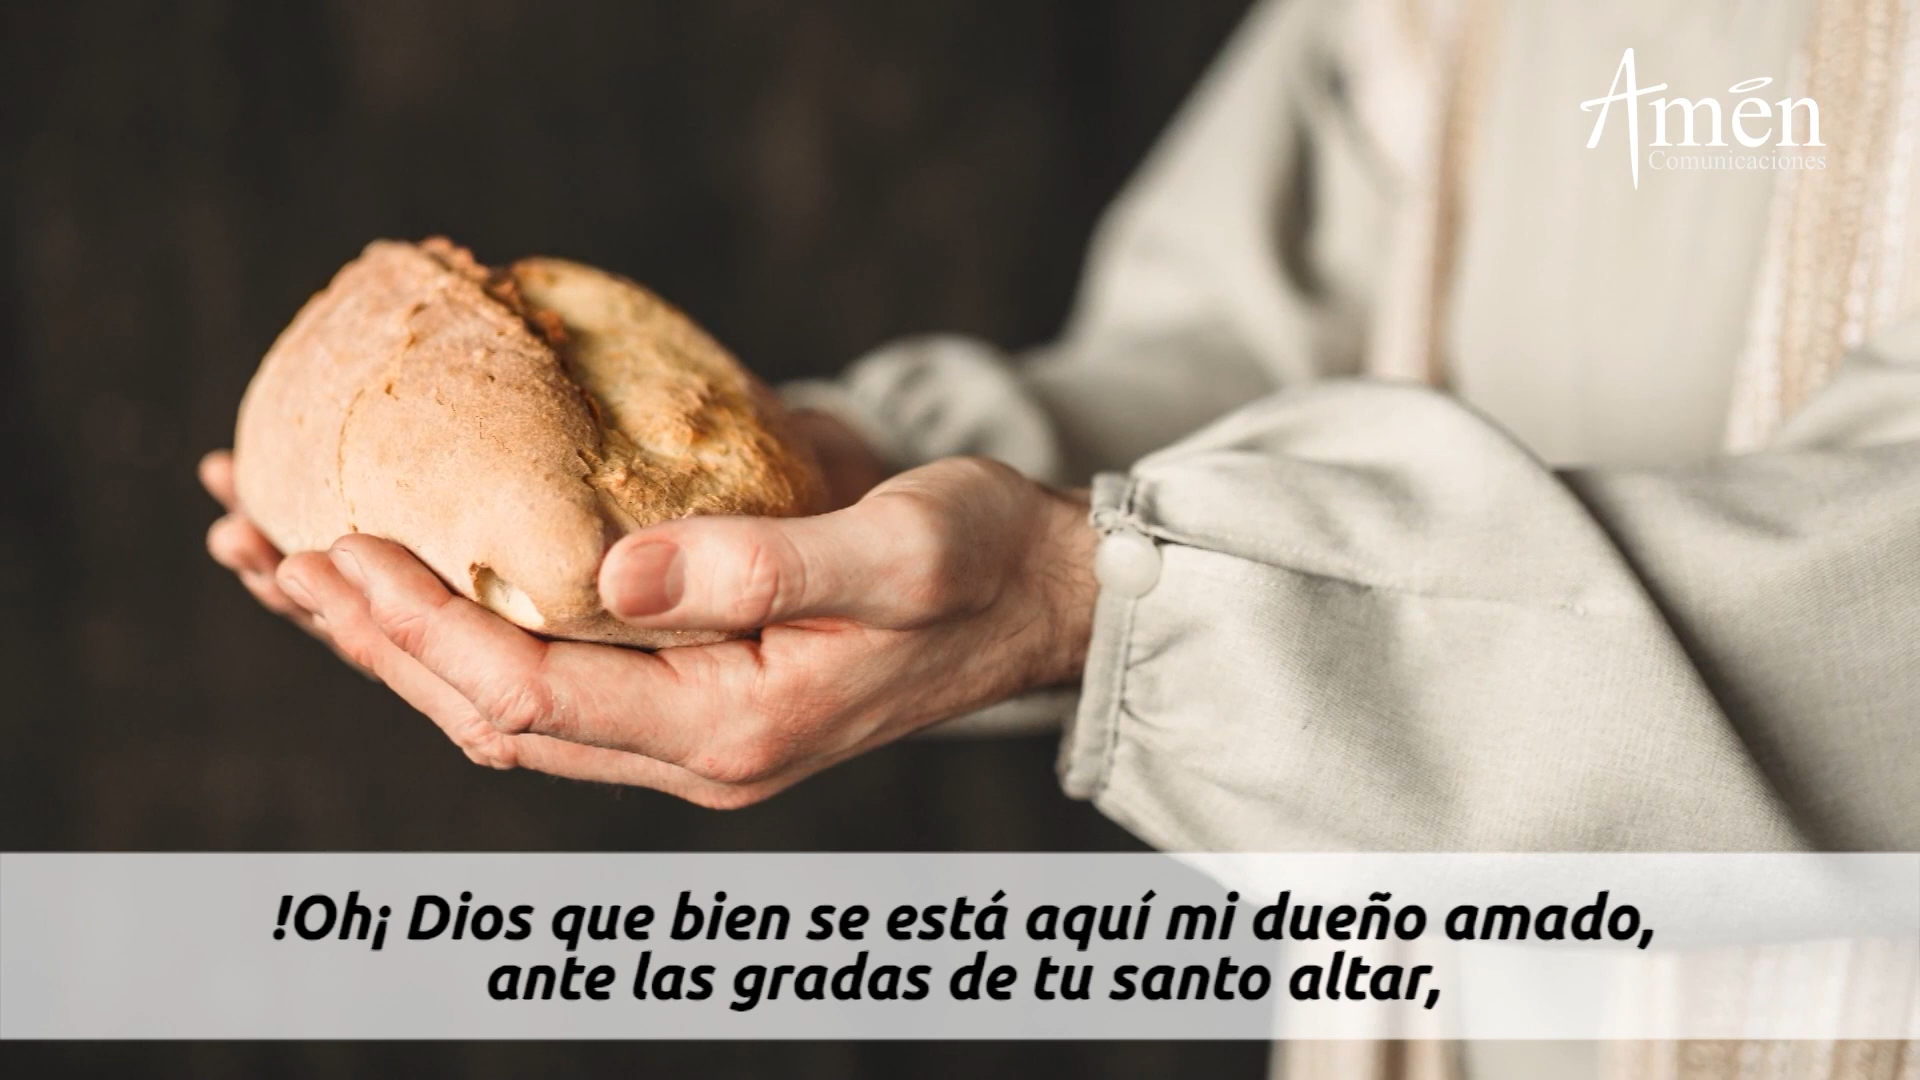 Amén
Comunicaciones
!Oh¡ Dios que bien se está aquí mi dueño amado,
ante las gradas de tu santo altar,